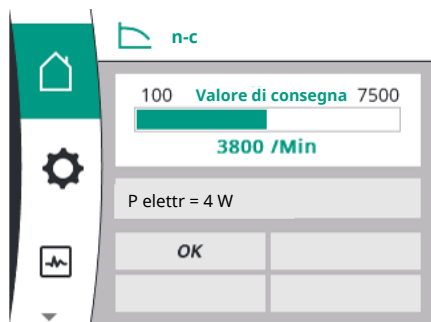 n-c
100 Valore di consegna 7500
3800 /Min
P elettr = 4 W
OK